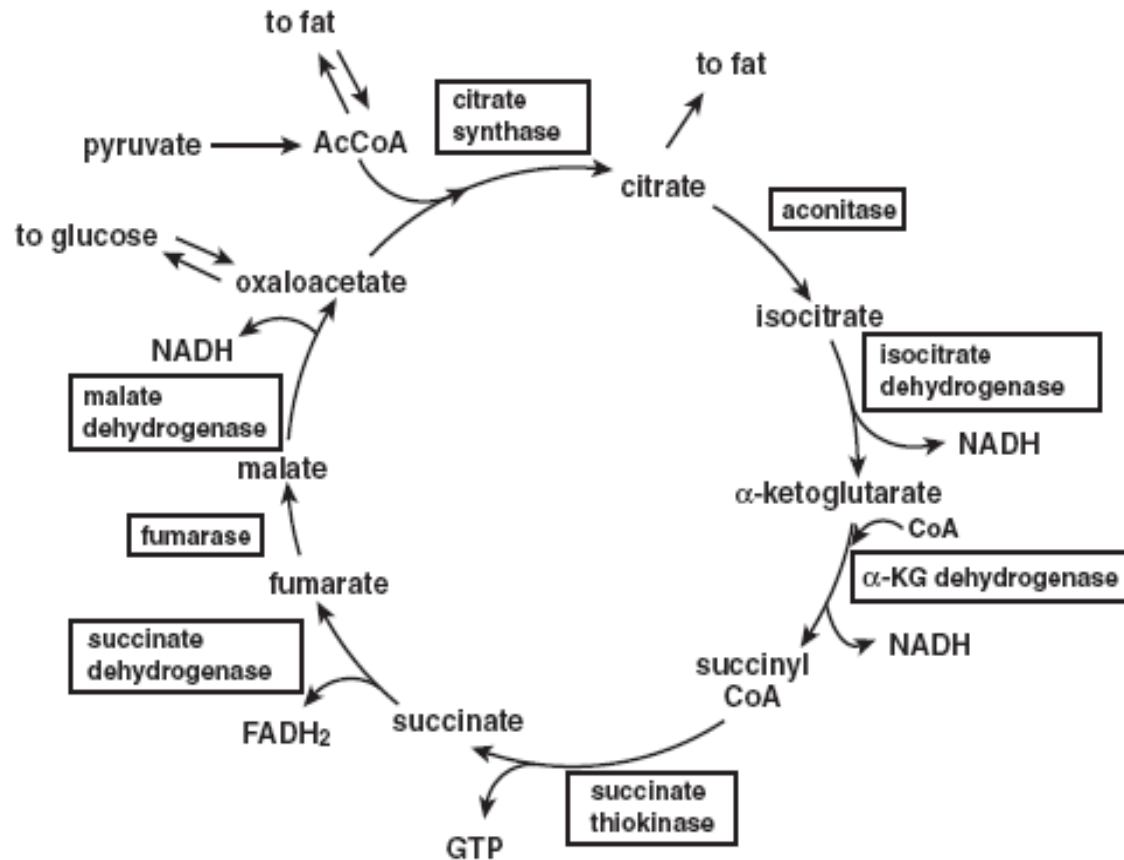 to fat
to fat
citrate
synthase
pyruvate
AcCoA
citrate
aconitase
to glucose
oxaloacetate
isocitrate
NADH
isocitrate
dehydrogenase
malate
dehydrogenase
NADH
malate
α-ketoglutarate
CoA
fumarase
α-KG dehydrogenase
fumarate
succinate
dehydrogenase
NADH
succinyl
CoA
succinate
FADH₂
succinate
thiokinase
GTP